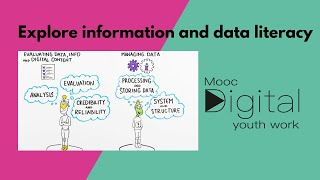 Explore information and data literacy
EVALUATING DATA, INFO
AND DIGITAL CONTENT
EVALUATION
ANALYSIS
CREDIBILITY
AND
RELIABILITY
MANAGING DATA
PROCESSING
AND
STORING DATA
SYSTEM
AND
STRUCTURE
Mooc
Digital
youth work